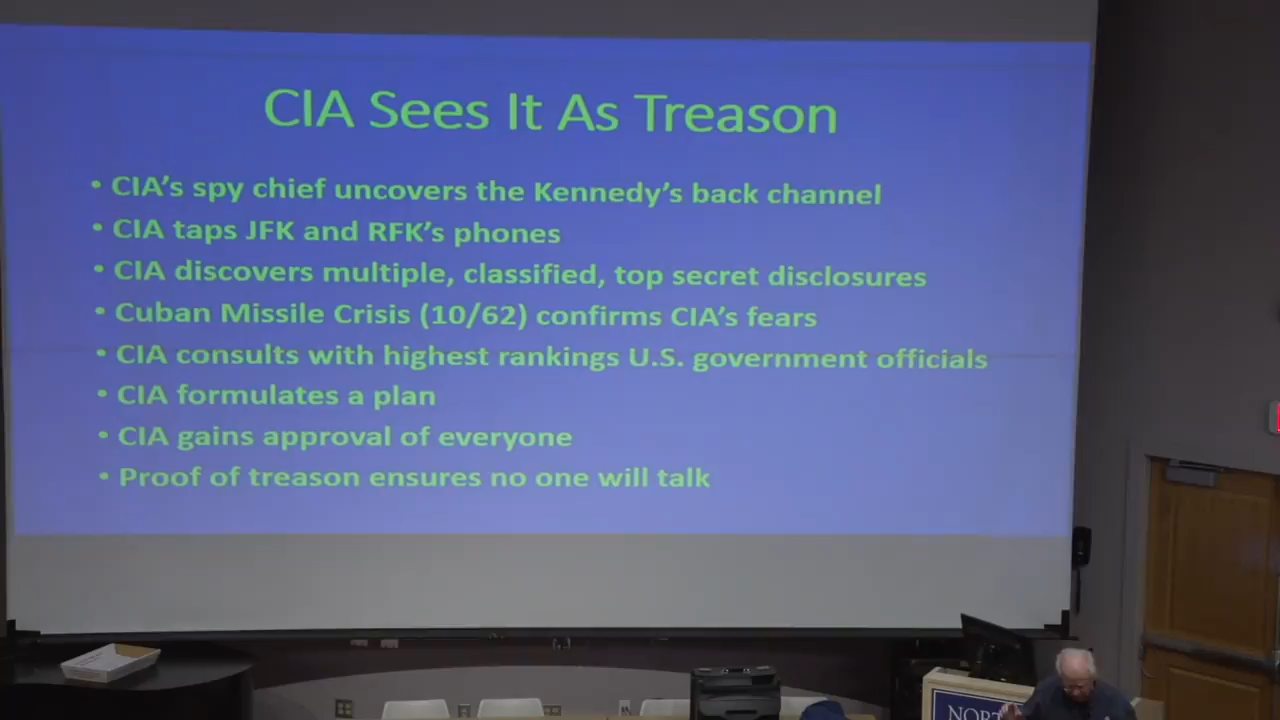 CIA Sees It As Treason
• CIA's spy chief uncovers the Kennedy's back channel
• CIA taps JFK and RFK's phones
• CIA discovers multiple, classified, top secret disclosures
• Cuban Missile Crisis (10/62) confirms CIA's fears
• CIA consults with highest rankings U.S. government officials
• CIA formulates a plan
• CIA gains approval of everyone
• Proof of treason ensures no one will talk